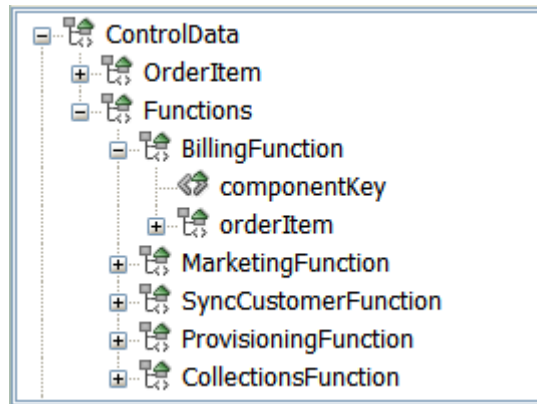 ControlData
OrderItem
Functions
BillingFunction
componentKey
orderItem
MarketingFunction
SyncCustomerFunction
ProvisioningFunction
CollectionsFunction